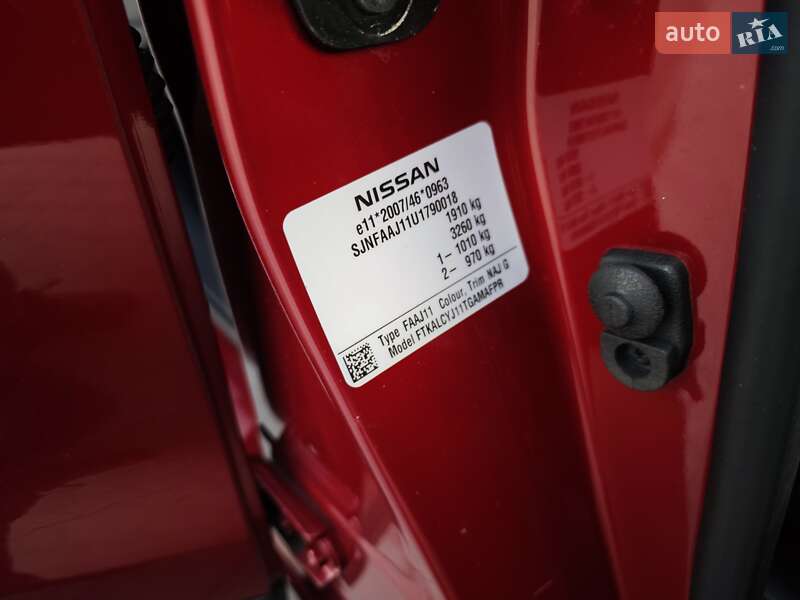 auto RIA .com
NISSAN
e11*2007/46*0963
SJNFAAJ11U1790018
1910 kg
3260 kg
1– 1010 kg
2– 970 kg
Type FAAJ11 Colour, Trim NAJ G
Model FTKALCYJ11TGAMAFPR